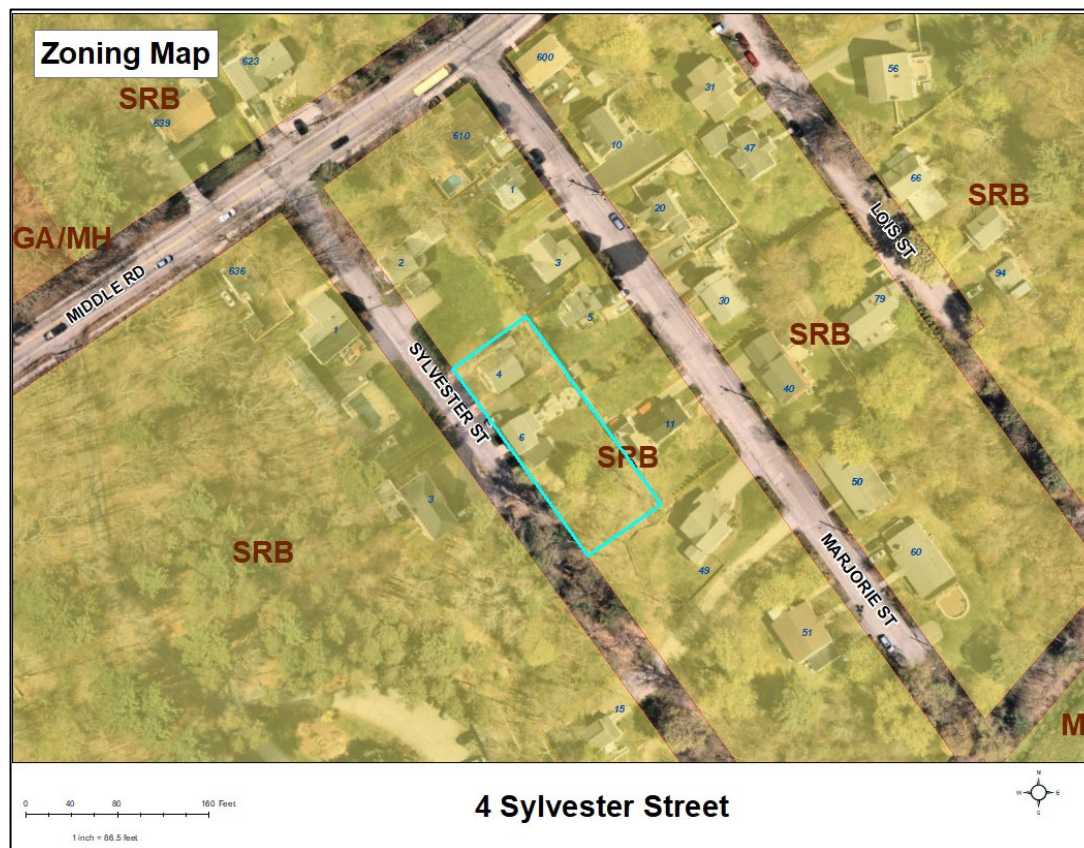 Zoning Map
623
SRB
639
600
31
56
610
10
47
1
66
SRB
20
GA/MH
MIDDLE RD
636
2
3
LOIS ST
94
30
79
1
5
SRB
SYLVESTER ST
4
40
6
11
SRB
3
50
SRB
49
MARJORIE ST
60
51
15
M
0 40 80 160 Feet
1 inch = 86.5 feet
4 Sylvester Street
N
W E
S